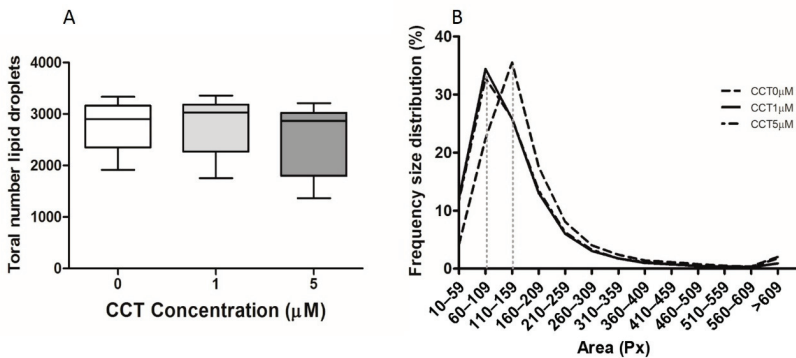 A
Toral number lipid droplets
4000
3000
2000
1000
0
0 1 5
CCT Concentration (μM)
B
Frequency size distribution (%)
40
30
20
10
0
10–59
60–109
110–159
160–209
210–259
260–309
310–359
360–409
410–459
460–509
510–559
560–609
>609
Area (Px)
CCT0μM
CCT1μM
CCT5μM